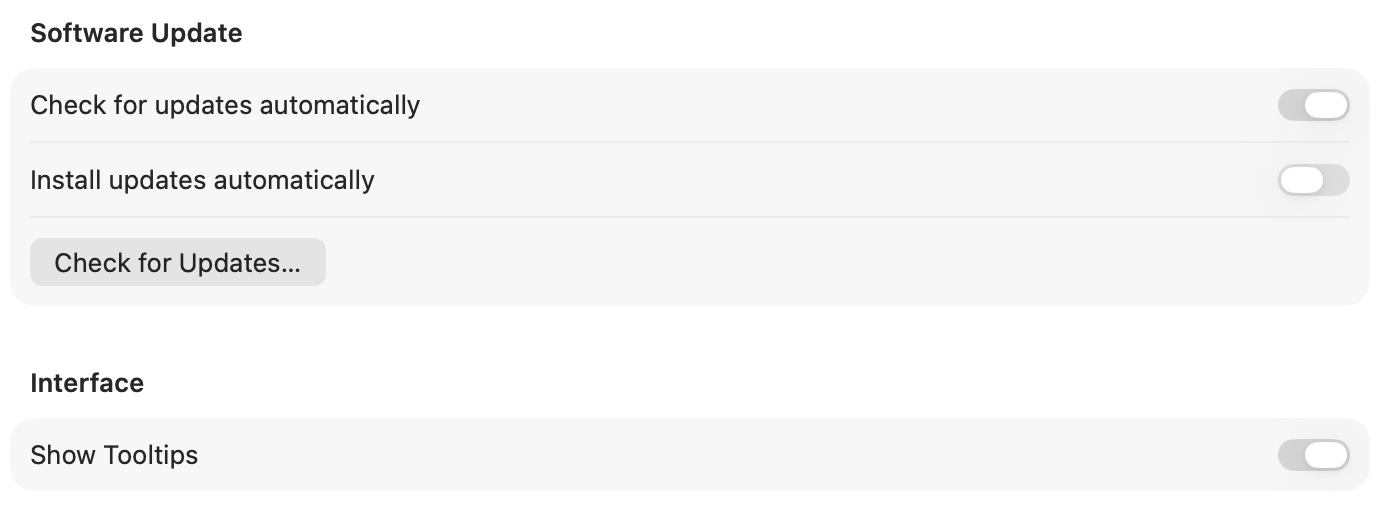 Software Update
Check for updates automatically
Install updates automatically
Check for Updates...
Interface
Show Tooltips